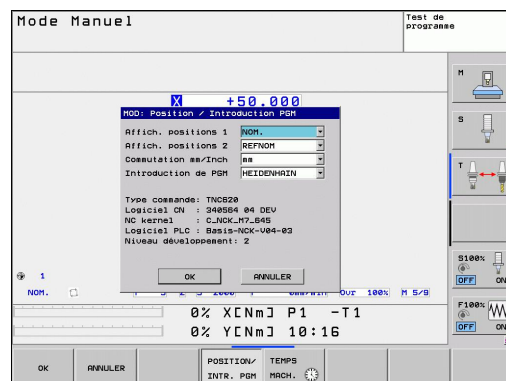 Mode Manuel
Test de
programme
X +50.000
MOD: Position / Introduction PGM
Affich. positions 1 NOM.
Affich. positions 2 REFNOM
Commutation mm/Inch mm
Introduction de PGM HEIDENHAIN
Type commande: TNC620
Logiciel CN : 340564 04 DEV
NC kernel : C_NCK_M7_645
Logiciel PLC : Basis-NCK-V04-03
Niveau développement: 2
OK ANNULER
1
NOM. Ovr 100% M 5/9
0% X[Nm] P1 -T1
0% Y[Nm] 10:16
M
S
T
S100%
OFF ON
F100%
OFF ON
OK ANNULER POSITION/ INTR. PGM TEMPS MACH.